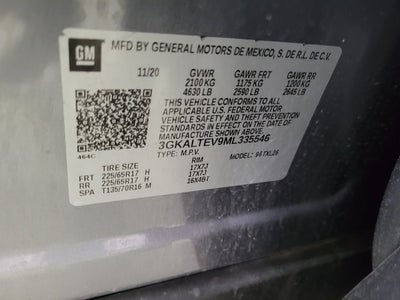 GM
MFD BY GENERAL MOTORS DE MEXICO, S. DE R.L. DE C.V.
11/20 GVWR GAWR FRT GAWR RR
2100 KG 1175 KG 1200 KG
4630 LB 2590 LB 2645 LB
THIS VEHICLE CONFORMS TO ALL APPLICABLE U.S. FEDERAL MOTOR VEHICLE SAFETY AND THEFT PREVENTION STANDARDS IN EFFECT ON THE DATE OF MANUFACTURE SHOWN ABOVE.
3GKALTEV9ML335546
TYPE: M.P.V. MODEL: 96TXL26
464C
TIRE SIZE RIM
FRT 225/65R17 H 17X7J
RR 225/65R17 H 17X7J
SPA T135/70R16 M 16X4BT